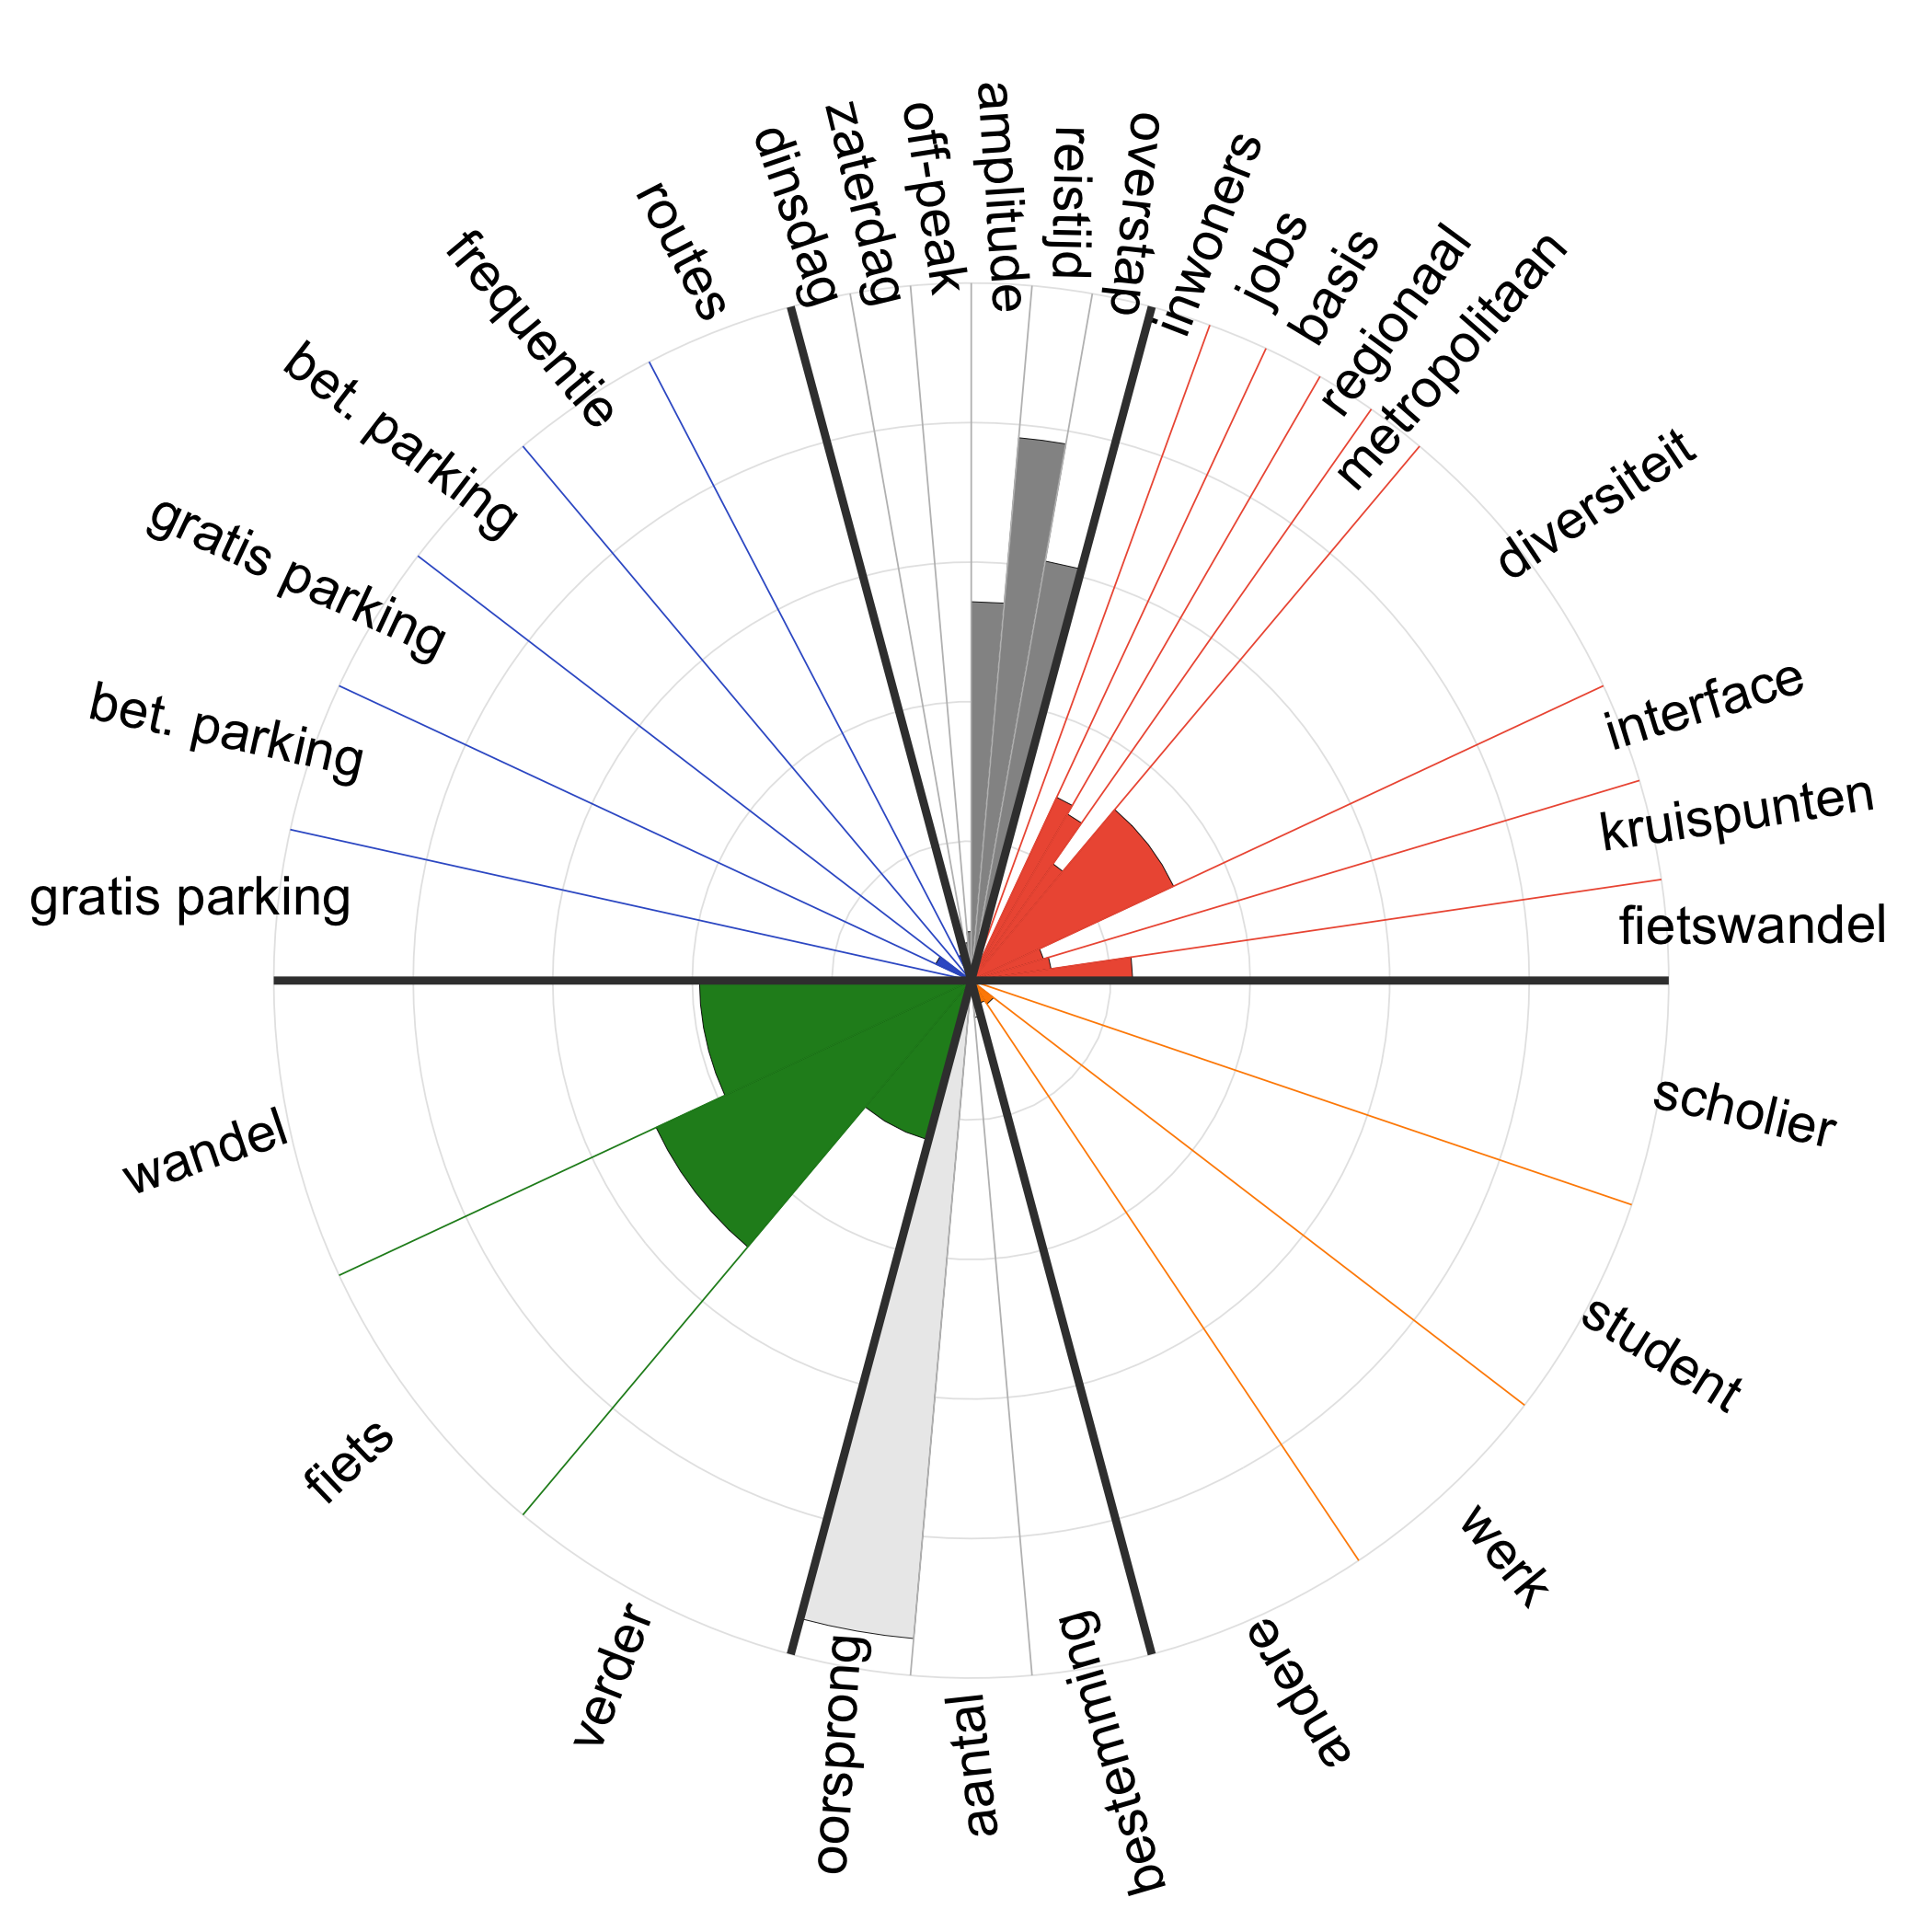 dinsdag
zaterdag
off-peak
amplitude
reistijd
overstap
inwoners
jobs
basis
regionaal
metropolitaan
diversiteit
interface
kruispunten
fietswandel
scholier
student
werk
andere
bestemming
aantal
oorsprong
verder
fiets
wandel
gratis parking
bet. parking
gratis parking
bet. parking
frequentie
routes